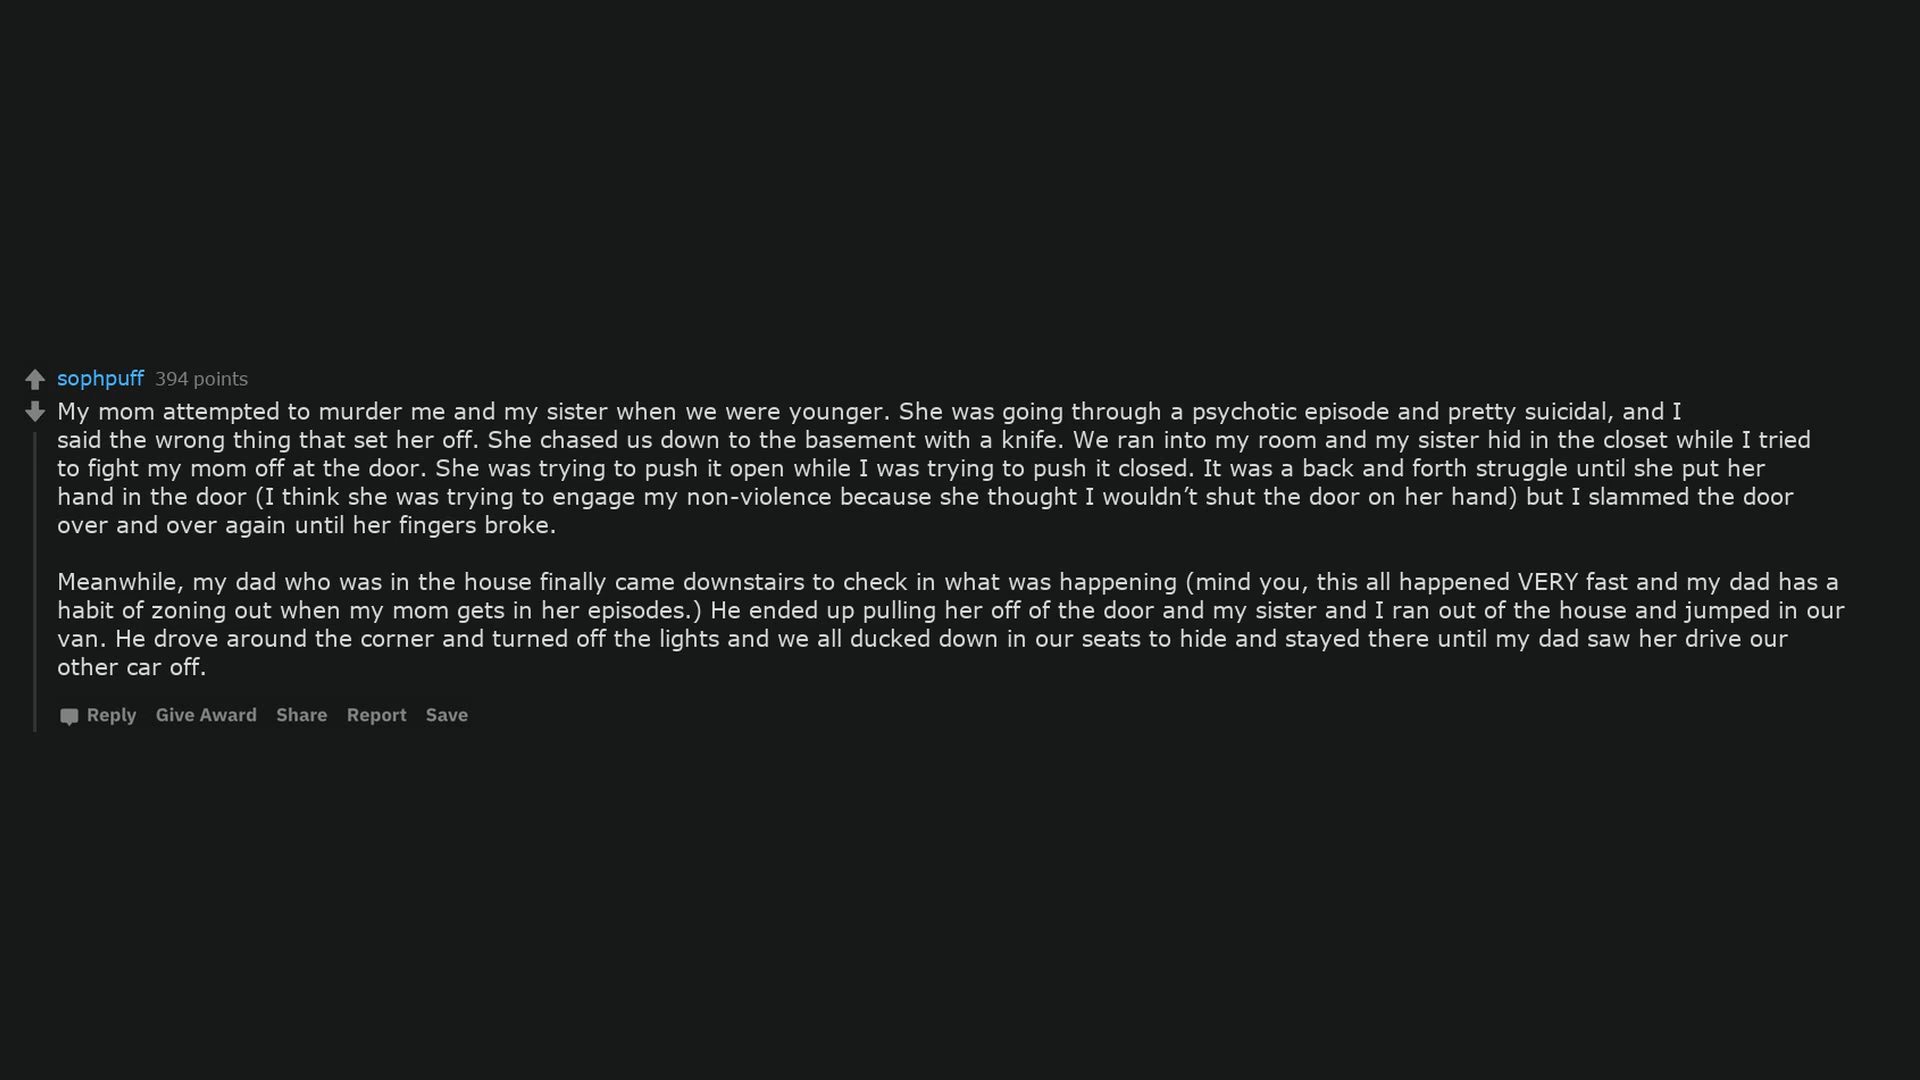 sophpuff 394 points
My mom attempted to murder me and my sister when we were younger. She was going through a psychotic episode and pretty suicidal, and I
said the wrong thing that set her off. She chased us down to the basement with a knife. We ran into my room and my sister hid in the closet while I tried
to fight my mom off at the door. She was trying to push it open while I was trying to push it closed. It was a back and forth struggle until she put her
hand in the door (I think she was trying to engage my non-violence because she thought I wouldn’t shut the door on her hand) but I slammed the door
over and over again until her fingers broke.
Meanwhile, my dad who was in the house finally came downstairs to check in what was happening (mind you, this all happened VERY fast and my dad has a
habit of zoning out when my mom gets in her episodes.) He ended up pulling her off of the door and my sister and I ran out of the house and jumped in our
van. He drove around the corner and turned off the lights and we all ducked down in our seats to hide and stayed there until my dad saw her drive our
other car off.
Reply Give Award Share Report Save